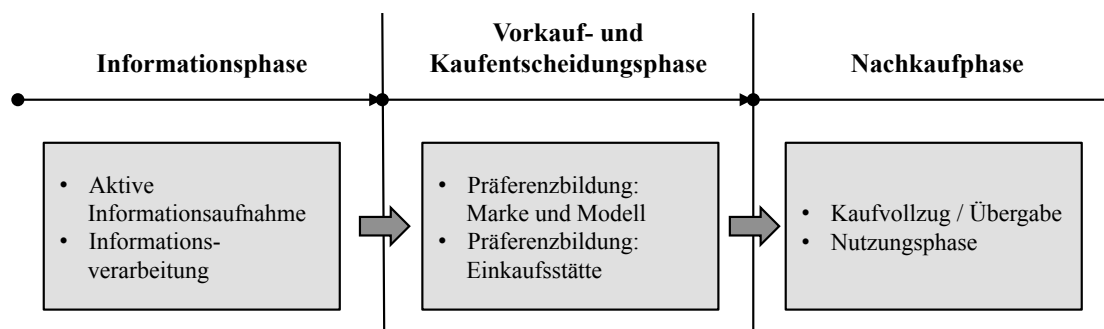 Informationsphase
Vorkauf- und
Kaufentscheidungsphase
Nachkaufphase
• Aktive
Informationsaufnahme
• Informations-
verarbeitung
• Präferenzbildung:
Marke und Modell
• Präferenzbildung:
Einkaufsstätte
• Kaufvollzug / Übergabe
• Nutzungsphase